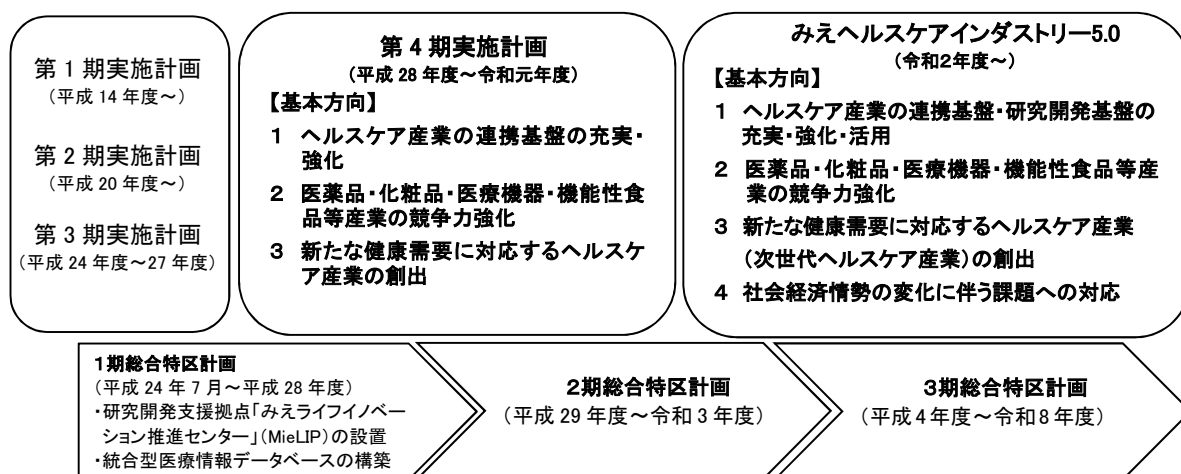 第1期実施計画
(平成 14 年度～)
第2期実施計画
(平成 20 年度～)
第3期実施計画
(平成 24 年度～27 年度)
第4期実施計画
(平成 28 年度～令和元年度)
【基本方向】
1 ヘルスケア産業の連携基盤の充実・
強化
2 医薬品・化粧品・医療機器・機能性食
品等産業の競争力強化
3 新たな健康需要に対応するヘルスケ
ア産業の創出
みえヘルスケアインダストリー5.0
(令和2年度～)
【基本方向】
1 ヘルスケア産業の連携基盤・研究開発基盤の
充実・強化・活用
2 医薬品・化粧品・医療機器・機能性食品等産
業の競争力強化
3 新たな健康需要に対応するヘルスケア産業
(次世代ヘルスケア産業)の創出
4 社会経済情勢の変化に伴う課題への対応
1期総合特区計画
(平成 24 年7月～平成 28 年度)
・研究開発支援拠点「みえライフイノベー
ション推進センター」(MieLIP)の設置
・統合型医療情報データベースの構築
2期総合特区計画
(平成 29 年度～令和3年度)
3期総合特区計画
(平成4年度～令和8年度)